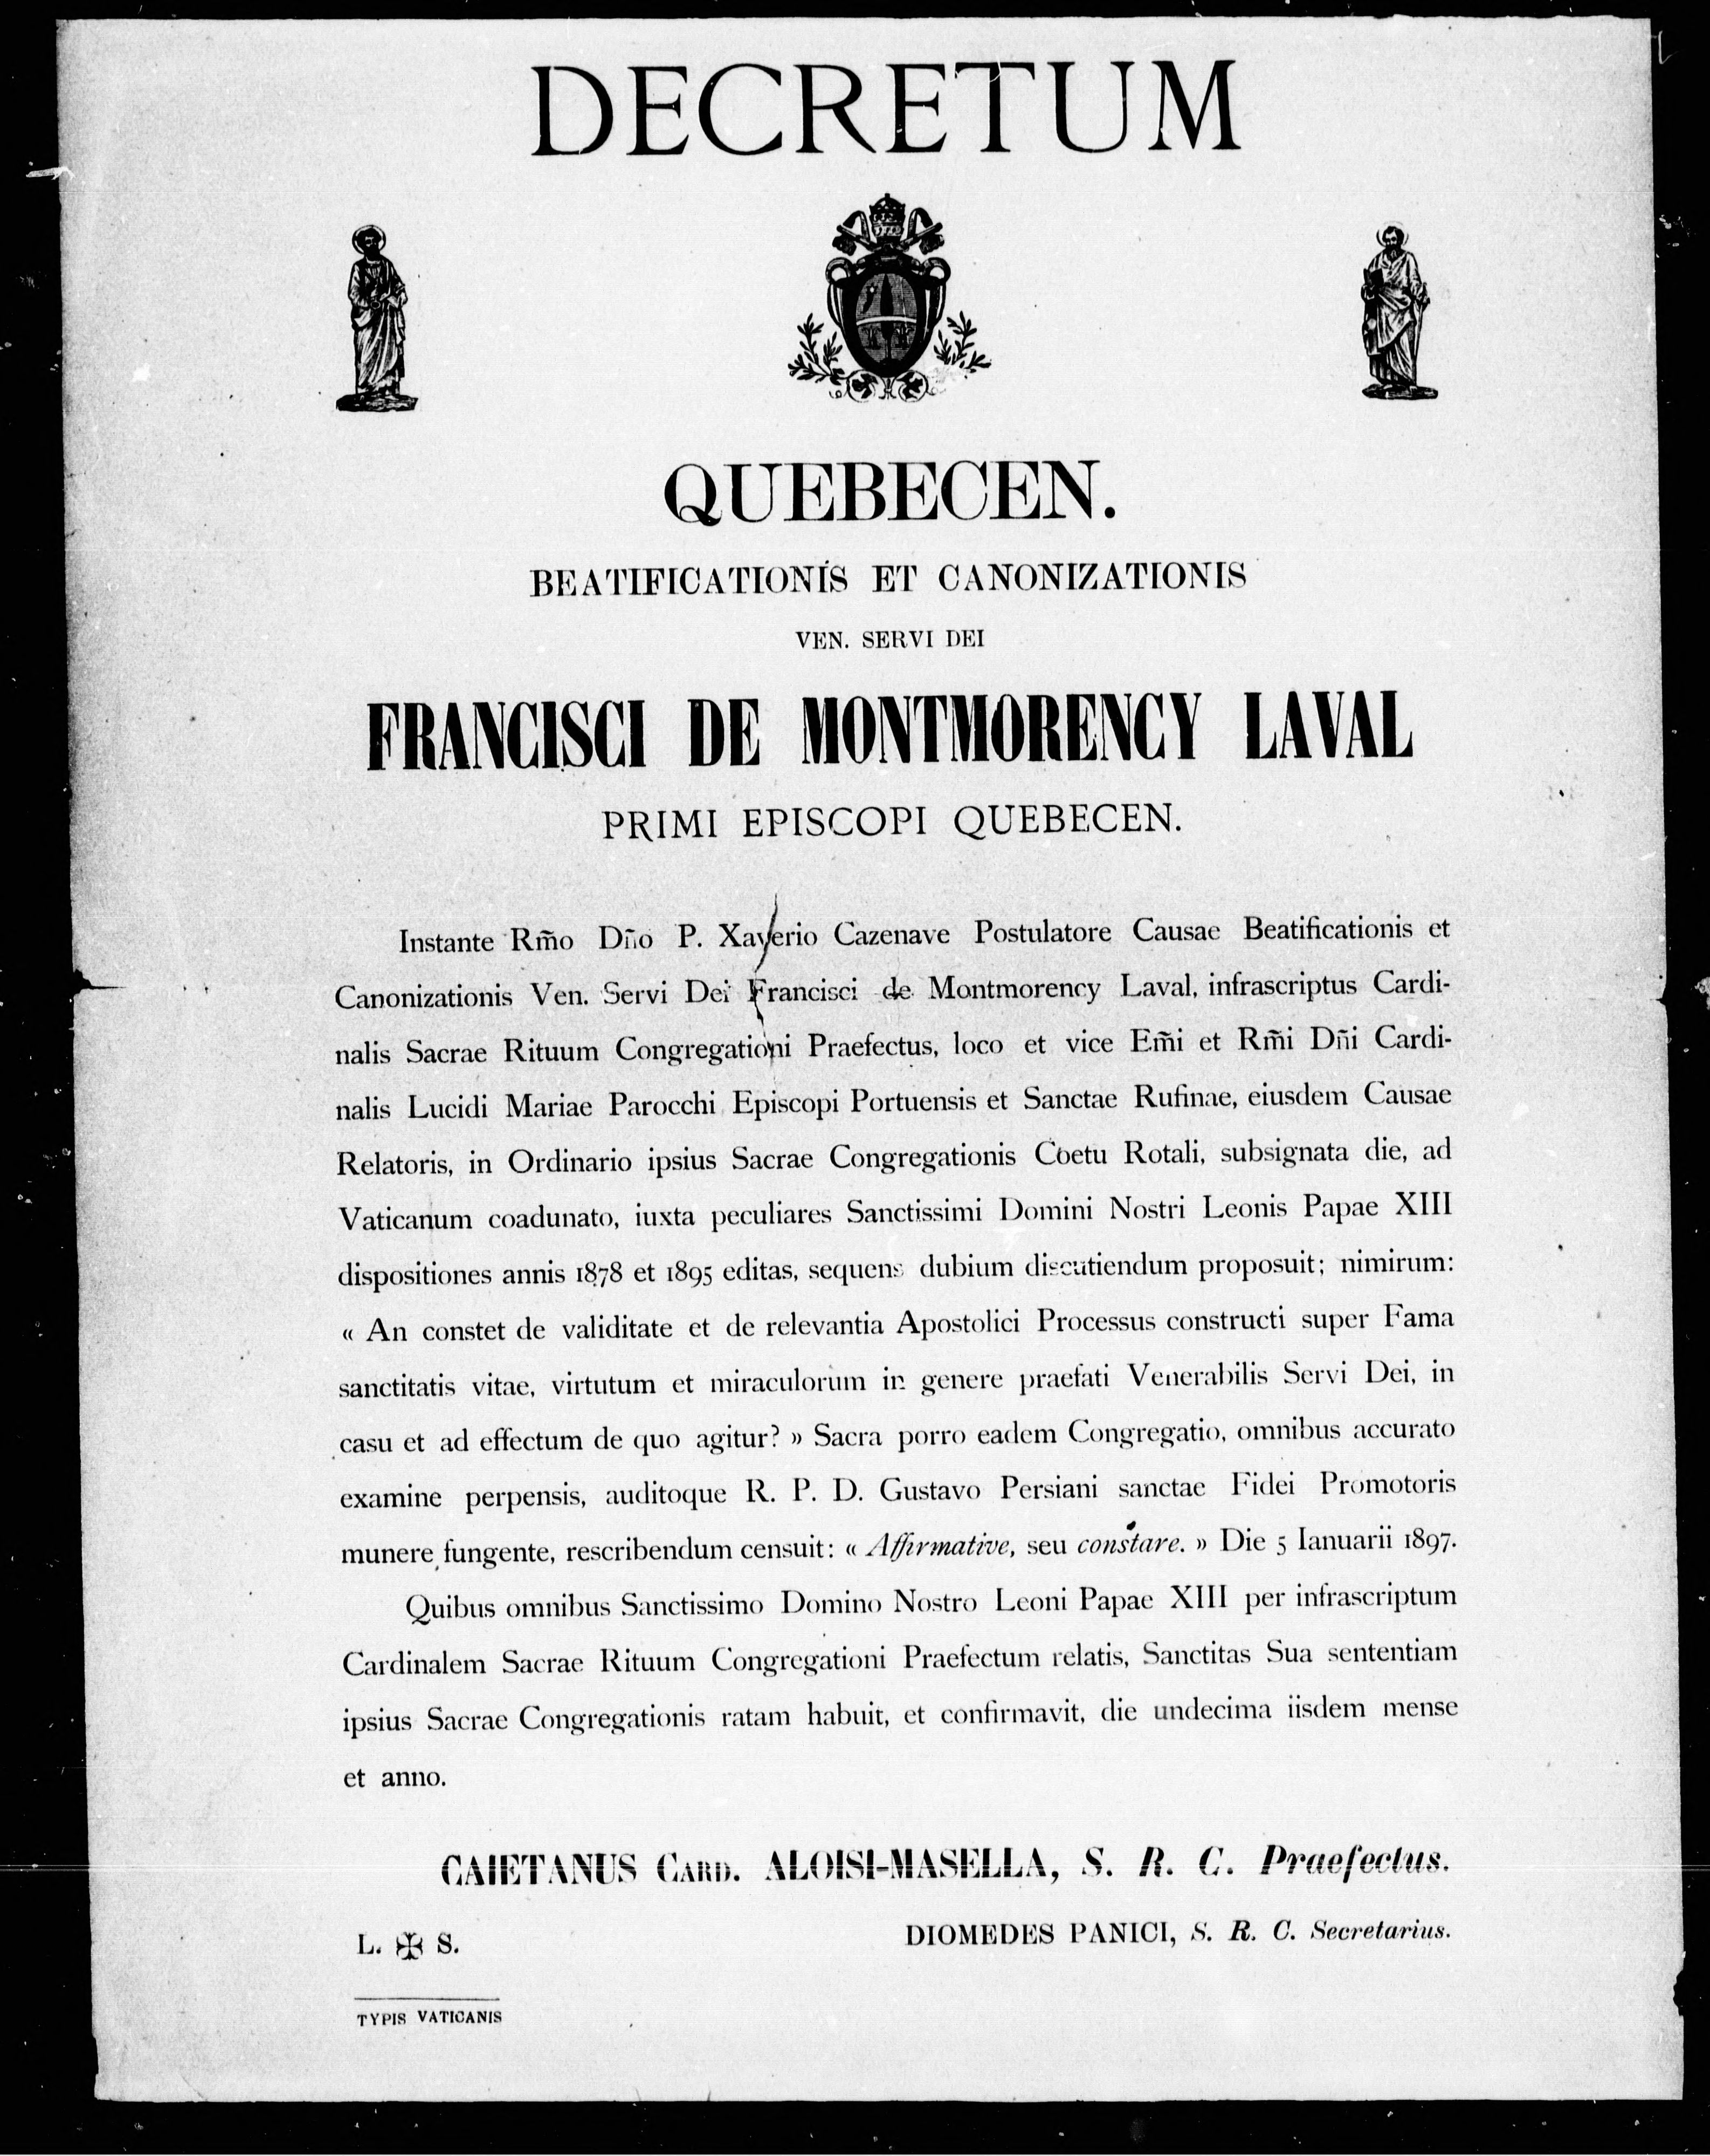 DECRETUM
QUEBECEN.
BEATIFICATIONIS ET CANONIZATIONIS
VEN. SERVI DEI
FRANCISCI DE MONTMORENCY LAVAL
PRIMI EPISCOPI QUEBECEN.
Instante Rm̃o Dño P. Xaverio Cazenave Postulatore Causae Beatificationis et
Canonizationis Ven. Servi Dei Francisci de Montmorency Laval, infrascriptus Cardi-
nalis Sacrae Rituum Congregationi Praefectus, loco et vice Em̃i et Rm̃i Dñi Cardi-
nalis Lucidi Mariae Parocchi Episcopi Portuensis et Sanctae Rufinae, eiusdem Causae
Relatoris, in Ordinario ipsius Sacrae Congregationis Coetu Rotali, subsignata die, ad
Vaticanum coadunato, iuxta peculiares Sanctissimi Domini Nostri Leonis Papae XIII
dispositiones annis 1878 et 1895 editas, sequens dubium discutiendum proposuit; nimirum:
« An constet de validitate et de relevantia Apostolici Processus constructi super Fama
sanctitatis vitae, virtutum et miraculorum in genere praefati Venerabilis Servi Dei, in
casu et ad effectum de quo agitur? » Sacra porro eadem Congregatio, omnibus accurato
examine perpensis, auditoque R. P. D. Gustavo Persiani sanctae Fidei Promotoris
munere fungente, rescribendum censuit: « Affirmative, seu constare. » Die 5 Ianuarii 1897.
Quibus omnibus Sanctissimo Domino Nostro Leoni Papae XIII per infrascriptum
Cardinalem Sacrae Rituum Congregationi Praefectum relatis, Sanctitas Sua sententiam
ipsius Sacrae Congregationis ratam habuit, et confirmavit, die undecima iisdem mense
et anno.
CAIETANUS CARD. ALOISI-MASELLA, S. R. C. Praefectus.
L. ✠ S.
DIOMEDES PANICI, S. R. C. Secretarius.
TYPIS VATICANIS